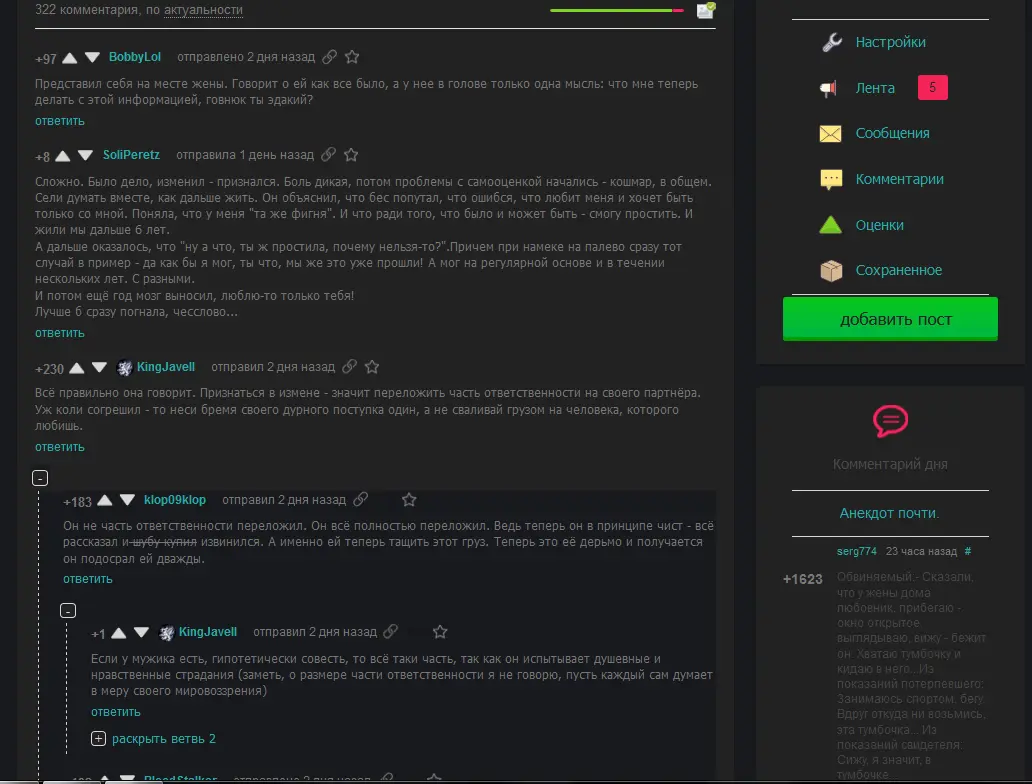 322 комментария, по актуальности
+97 BobbyLol отправлено 2 дня назад
Представил себя на месте жены. Говорит о ей как все было, а у нее в голове только одна мысль: что мне теперь
делать с этой информацией, говнюк ты эдакий?
ответить
+8 SoliPeretz отправила 1 день назад
Сложно. Было дело, изменил - признался. Боль дикая, потом проблемы с самооценкой начались - кошмар, в общем.
Сели думать вместе, как дальше жить. Он объяснил, что бес попутал, что ошибся, что любит меня и хочет быть
только со мной. Поняла, что у меня "та же фигня". И что ради того, что было и может быть - смогу простить. И
жили мы дальше 6 лет.
А дальше оказалось, что "ну а что, ты ж простила, почему нельзя-то?".Причем при намеке на палево сразу тот
случай в пример - да как бы я мог, ты что, мы же это уже прошли! А мог на регулярной основе и в течении
нескольких лет. С разными.
И потом ещё год мозг выносил, люблю-то только тебя!
Лучше б сразу погнала, чесслово...
ответить
+230 KingJavell отправил 2 дня назад
Всё правильно она говорит. Признаться в измене - значит переложить часть ответственности на своего партнёра.
Уж коли согрешил - то неси бремя своего дурного поступка один, а не сваливай грузом на человека, которого
любишь.
ответить
+183 klop09klop отправил 2 дня назад
Он не часть ответственности переложил. Он всё полностью переложил. Ведь теперь он в принципе чист - всё
рассказал и шубу купил извинился. А именно ей теперь тащить этот груз. Теперь это её дерьмо и получается
он подосрал ей дважды.
ответить
+1 KingJavell отправил 2 дня назад
Если у мужика есть, гипотетически совесть, то всё таки часть, так как он испытывает душевные и
нравственные страдания (заметь, о размере части ответственности я не говорю, пусть каждый сам думает
в меру своего мировоззрения)
ответить
раскрыть ветвь 2
BloodStalker отправлено 2 дня назад
Настройки
Лента 5
Сообщения
Комментарии
Оценки
Сохраненное
добавить пост
Комментарий дня
Анекдот почти.
serg774 23 часа назад #
+1623
Обвиняемый:- Сказали,
что у жены дома
любовник, прибегаю -
окно открытое,
выглядываю, вижу - бежит
он. Хватаю тумбочку и
кидаю в него... Из
показаний потерпевшего:
Занимаюсь спортом, бегу.
Вдруг откуда ни возьмись,
эта тумбочка... Из
показаний свидетеля:
Сижу, я значит, в
тумбочке...